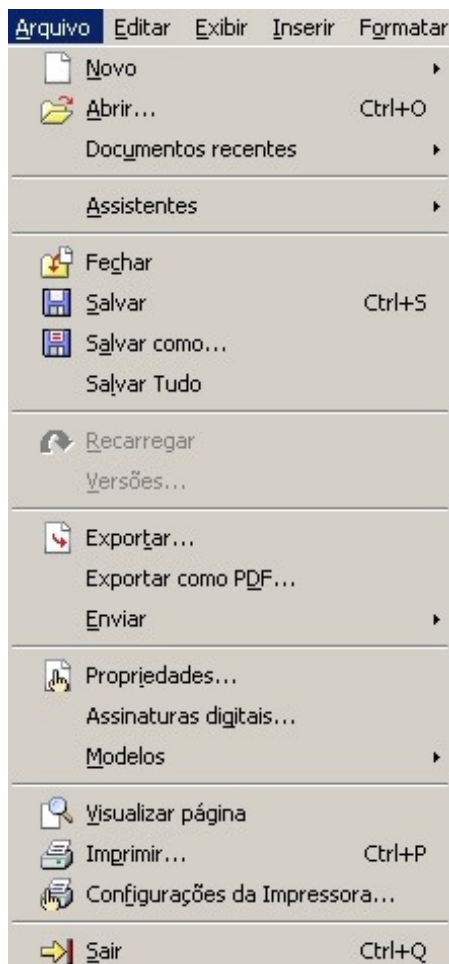 Arquivo Editar Exibir Inserir Formatar
Novo
Abrir... Ctrl+O
Documentos recentes
Assistentes
Fechar
Salvar Ctrl+S
Salvar como...
Salvar Tudo
Recarregar
Versões...
Exportar...
Exportar como PDF...
Enviar
Propriedades...
Assinaturas digitais...
Modelos
Visualizar página
Imprimir... Ctrl+P
Configurações da Impressora...
Sair Ctrl+Q